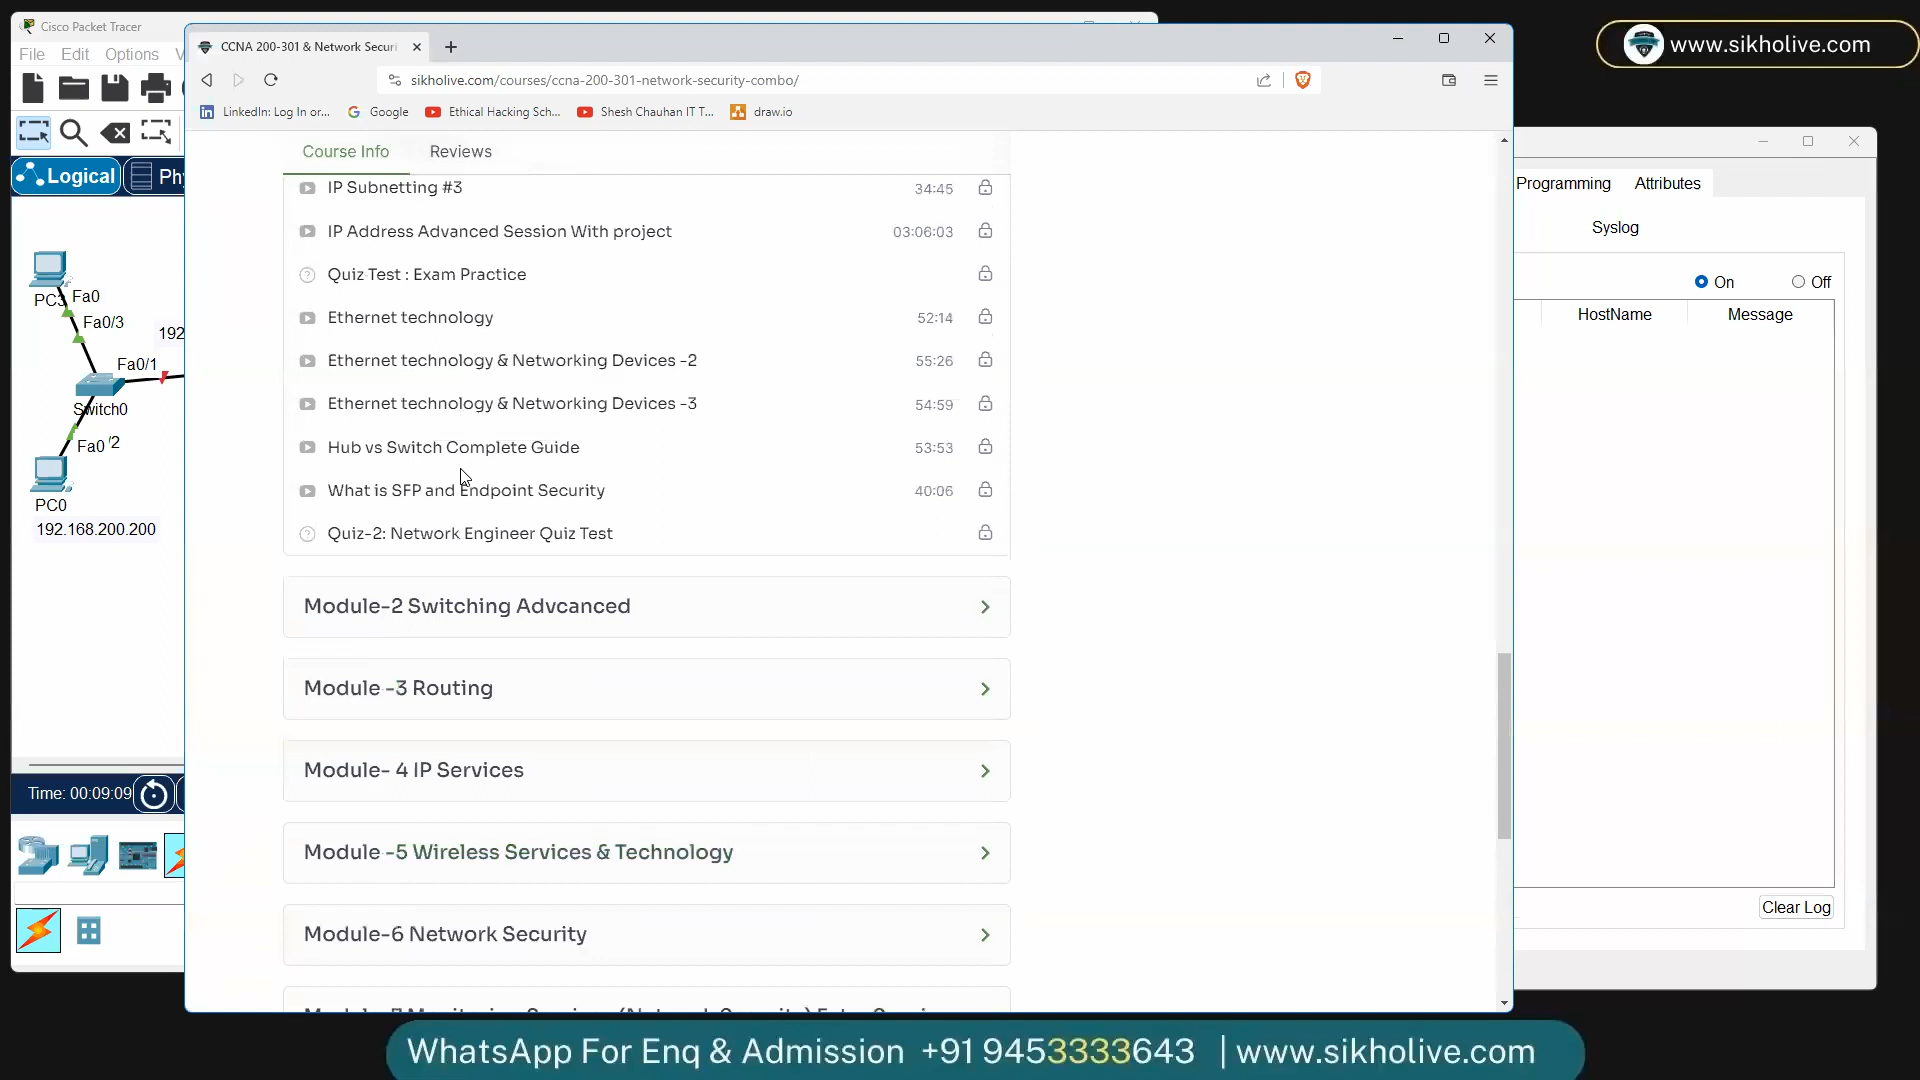 Cisco Packet Tracer
File Edit Options V
Logical
Phy
PC3
Fa0
Fa0/3
192
Fa0/1
Switch0
Fa0
/2
PC0
192.168.200.200
Time: 00:09:09
CCNA 200-301 & Network Securi
sikholive.com/courses/ccna-200-301-network-security-combo/
LinkedIn: Log In or...
Google
Ethical Hacking Sch...
Shesh Chauhan IT T...
draw.io
Course Info
Reviews
IP Subnetting #3 34:45
IP Address Advanced Session With project 03:06:03
Quiz Test : Exam Practice
Ethernet technology 52:14
Ethernet technology & Networking Devices -2 55:26
Ethernet technology & Networking Devices -3 54:59
Hub vs Switch Complete Guide 53:53
What is SFP and Endpoint Security 40:06
Quiz-2: Network Engineer Quiz Test
Module-2 Switching Advcanced
Module -3 Routing
Module- 4 IP Services
Module -5 Wireless Services & Technology
Module-6 Network Security
www.sikholive.com
Programming
Attributes
Syslog
On
Off
HostName
Message
Clear Log
WhatsApp For Enq & Admission +91 9453333643 | www.sikholive.com